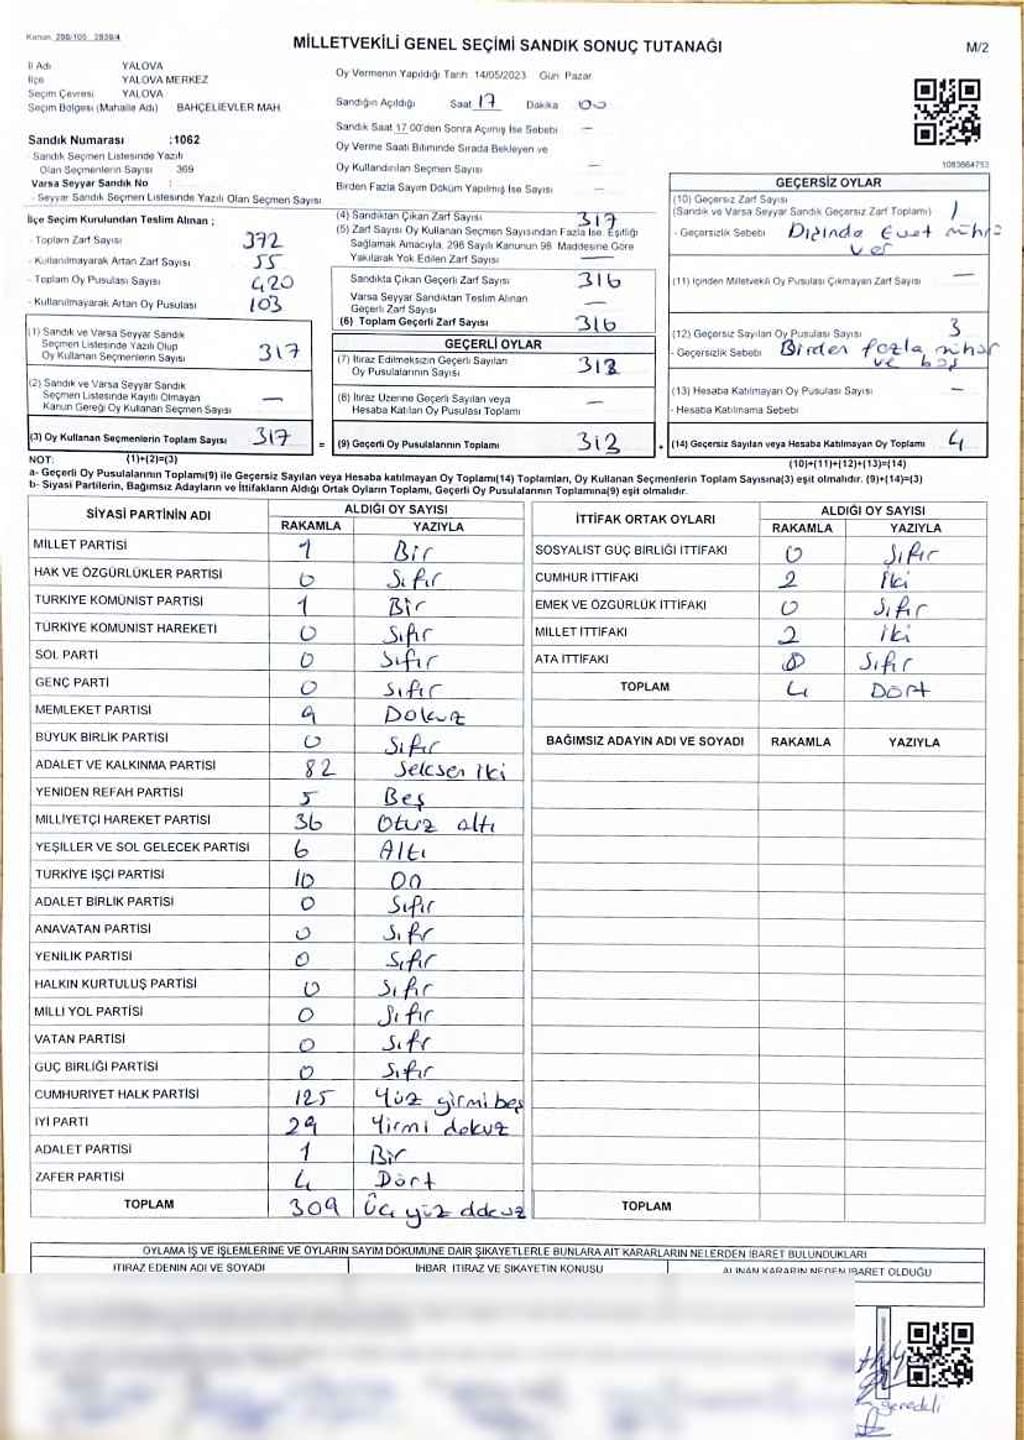 Kanun 298/105 2839/4
MİLLETVEKİLİ GENEL SEÇİMİ SANDIK SONUÇ TUTANAĞI
M/2
İl Adı YALOVA
İlçe YALOVA MERKEZ
Seçim Çevresi YALOVA
Seçim Bölgesi (Mahalle Adı) BAHÇELİEVLER MAH
Sandık Numarası :1062
Sandık Seçmen Listesinde Yazılı
Olan Seçmenlerin Sayısı 369
Varsa Seyyar Sandık No :
- Seyyar Sandık Seçmen Listesinde Yazılı Olan Seçmen Sayısı
Oy Vermenin Yapıldığı Tarih 14/05/2023 Gün Pazar
Sandığın Açıldığı Saat 17 Dakika 00
Sandık Saat 17 00'den Sonra Açılmış İse Sebebi —
Oy Verme Saati Bitiminde Sırada Bekleyen ve
Oy Kullandırılan Seçmen Sayısı —
Birden Fazla Sayım Döküm Yapılmış İse Sayısı —
1083864753
İlçe Seçim Kurulundan Teslim Alınan ;
- Toplam Zarf Sayısı 372
- Kullanılmayarak Artan Zarf Sayısı 55
- Toplam Oy Pusulası Sayısı 420
- Kullanılmayarak Artan Oy Pusulası 103
(1) Sandık ve Varsa Seyyar Sandık
Seçmen Listesinde Yazılı Olup
Oy Kullanan Seçmenlerin Sayısı 317
(2) Sandık ve Varsa Seyyar Sandık
Seçmen Listesinde Kayıtlı Olmayan
Kanun Gereği Oy Kullanan Seçmen Sayısı —
(3) Oy Kullanan Seçmenlerin Toplam Sayısı 317 =
(4) Sandıktan Çıkan Zarf Sayısı 317
(5) Zarf Sayısı Oy Kullanan Seçmen Sayısından Fazla İse, Eşitliği
Sağlamak Amacıyla, 298 Sayılı Kanunun 98. Maddesine Göre
Yakılarak Yok Edilen Zarf Sayısı —
Sandıkta Çıkan Geçerli Zarf Sayısı 316
Varsa Seyyar Sandıktan Teslim Alınan
Geçerli Zarf Sayısı —
(6) Toplam Geçerli Zarf Sayısı 316
GEÇERLİ OYLAR
(7) İtiraz Edilmeksizin Geçerli Sayılan
Oy Pusulalarının Sayısı 313
(8) İtiraz Üzerine Geçerli Sayılan veya
Hesaba Katılan Oy Pusulası Toplamı —
(9) Geçerli Oy Pusulalarının Toplamı 313 +
GEÇERSİZ OYLAR
(10) Geçersiz Zarf Sayısı
(Sandık ve Varsa Seyyar Sandık Geçersiz Zarf Toplamı) 1
- Geçersizlik Sebebi Dışında Evet mührü
var
(11) İçinden Milletvekili Oy Pusulası Çıkmayan Zarf Sayısı —
(12) Geçersiz Sayılan Oy Pusulası Sayısı 3
- Geçersizlik Sebebi Birden fazla mühür
ve boş
(13) Hesaba Katılmayan Oy Pusulası Sayısı —
- Hesaba Katılmama Sebebi
(14) Geçersiz Sayılan veya Hesaba Katılmayan Oy Toplamı 4
NOT: (1)+(2)=(3)
(10)+(11)+(12)+(13)=(14)
a- Geçerli Oy Pusulalarının Toplamı(9) ile Geçersiz Sayılan veya Hesaba katılmayan Oy Toplamı(14) Toplamları, Oy Kullanan Seçmenlerin Toplam Sayısına(3) eşit olmalıdır. (9)+(14)=(3)
b- Siyasi Partilerin, Bağımsız Adayların ve İttifakların Aldığı Ortak Oyların Toplamı, Geçerli Oy Pusulalarının Toplamına(9) eşit olmalıdır.
SİYASİ PARTİNİN ADI ALDIĞI OY SAYISI
RAKAMLA YAZIYLA
MİLLET PARTİSİ 1 Bir
HAK VE ÖZGÜRLÜKLER PARTİSİ 0 Sıfır
TÜRKİYE KOMÜNİST PARTİSİ 1 Bir
TÜRKİYE KOMÜNİST HAREKETİ 0 Sıfır
SOL PARTİ 0 Sıfır
GENÇ PARTİ 0 Sıfır
MEMLEKET PARTİSİ 9 Dokuz
BÜYÜK BİRLİK PARTİSİ 0 Sıfır
ADALET VE KALKINMA PARTİSİ 82 Seksen iki
YENİDEN REFAH PARTİSİ 5 Beş
MİLLİYETÇİ HAREKET PARTİSİ 36 Otuz altı
YEŞİLLER VE SOL GELECEK PARTİSİ 6 Altı
TÜRKİYE İŞÇİ PARTİSİ 10 On
ADALET BİRLİK PARTİSİ 0 Sıfır
ANAVATAN PARTİSİ 0 Sıfr
YENİLİK PARTİSİ 0 Sıfır
HALKIN KURTULUŞ PARTİSİ 0 Sıfır
MİLLİ YOL PARTİSİ 0 Sıfır
VATAN PARTİSİ 0 Sıfr
GÜÇ BİRLİĞİ PARTİSİ 0 Sıfır
CUMHURİYET HALK PARTİSİ 125 Yüz yirmi beş
İYİ PARTİ 29 Yirmi dokuz
ADALET PARTİSİ 1 Bir
ZAFER PARTİSİ 4 Dört
TOPLAM 309 Üç yüz dokuz
İTTİFAK ORTAK OYLARI ALDIĞI OY SAYISI
RAKAMLA YAZIYLA
SOSYALİST GÜÇ BİRLİĞİ İTTİFAKI 0 Sıfır
CUMHUR İTTİFAKI 2 İki
EMEK VE ÖZGÜRLÜK İTTİFAKI 0 Sıfır
MİLLET İTTİFAKI 2 İki
ATA İTTİFAKI 0 Sıfır
TOPLAM 4 Dört
BAĞIMSIZ ADAYIN ADI VE SOYADI RAKAMLA YAZIYLA
TOPLAM
OYLAMA İŞ VE İŞLEMLERİNE VE OYLARIN SAYIM DÖKÜMÜNE DAİR ŞİKAYETLERLE BUNLARA AİT KARARLARIN NELERDEN İBARET BULUNDUKLARI
İTİRAZ EDENİN ADI VE SOYADI İHBAR İTİRAZ VE ŞİKAYETİN KONUSU ALINAN KARARIN NEDEN İBARET OLDUĞU